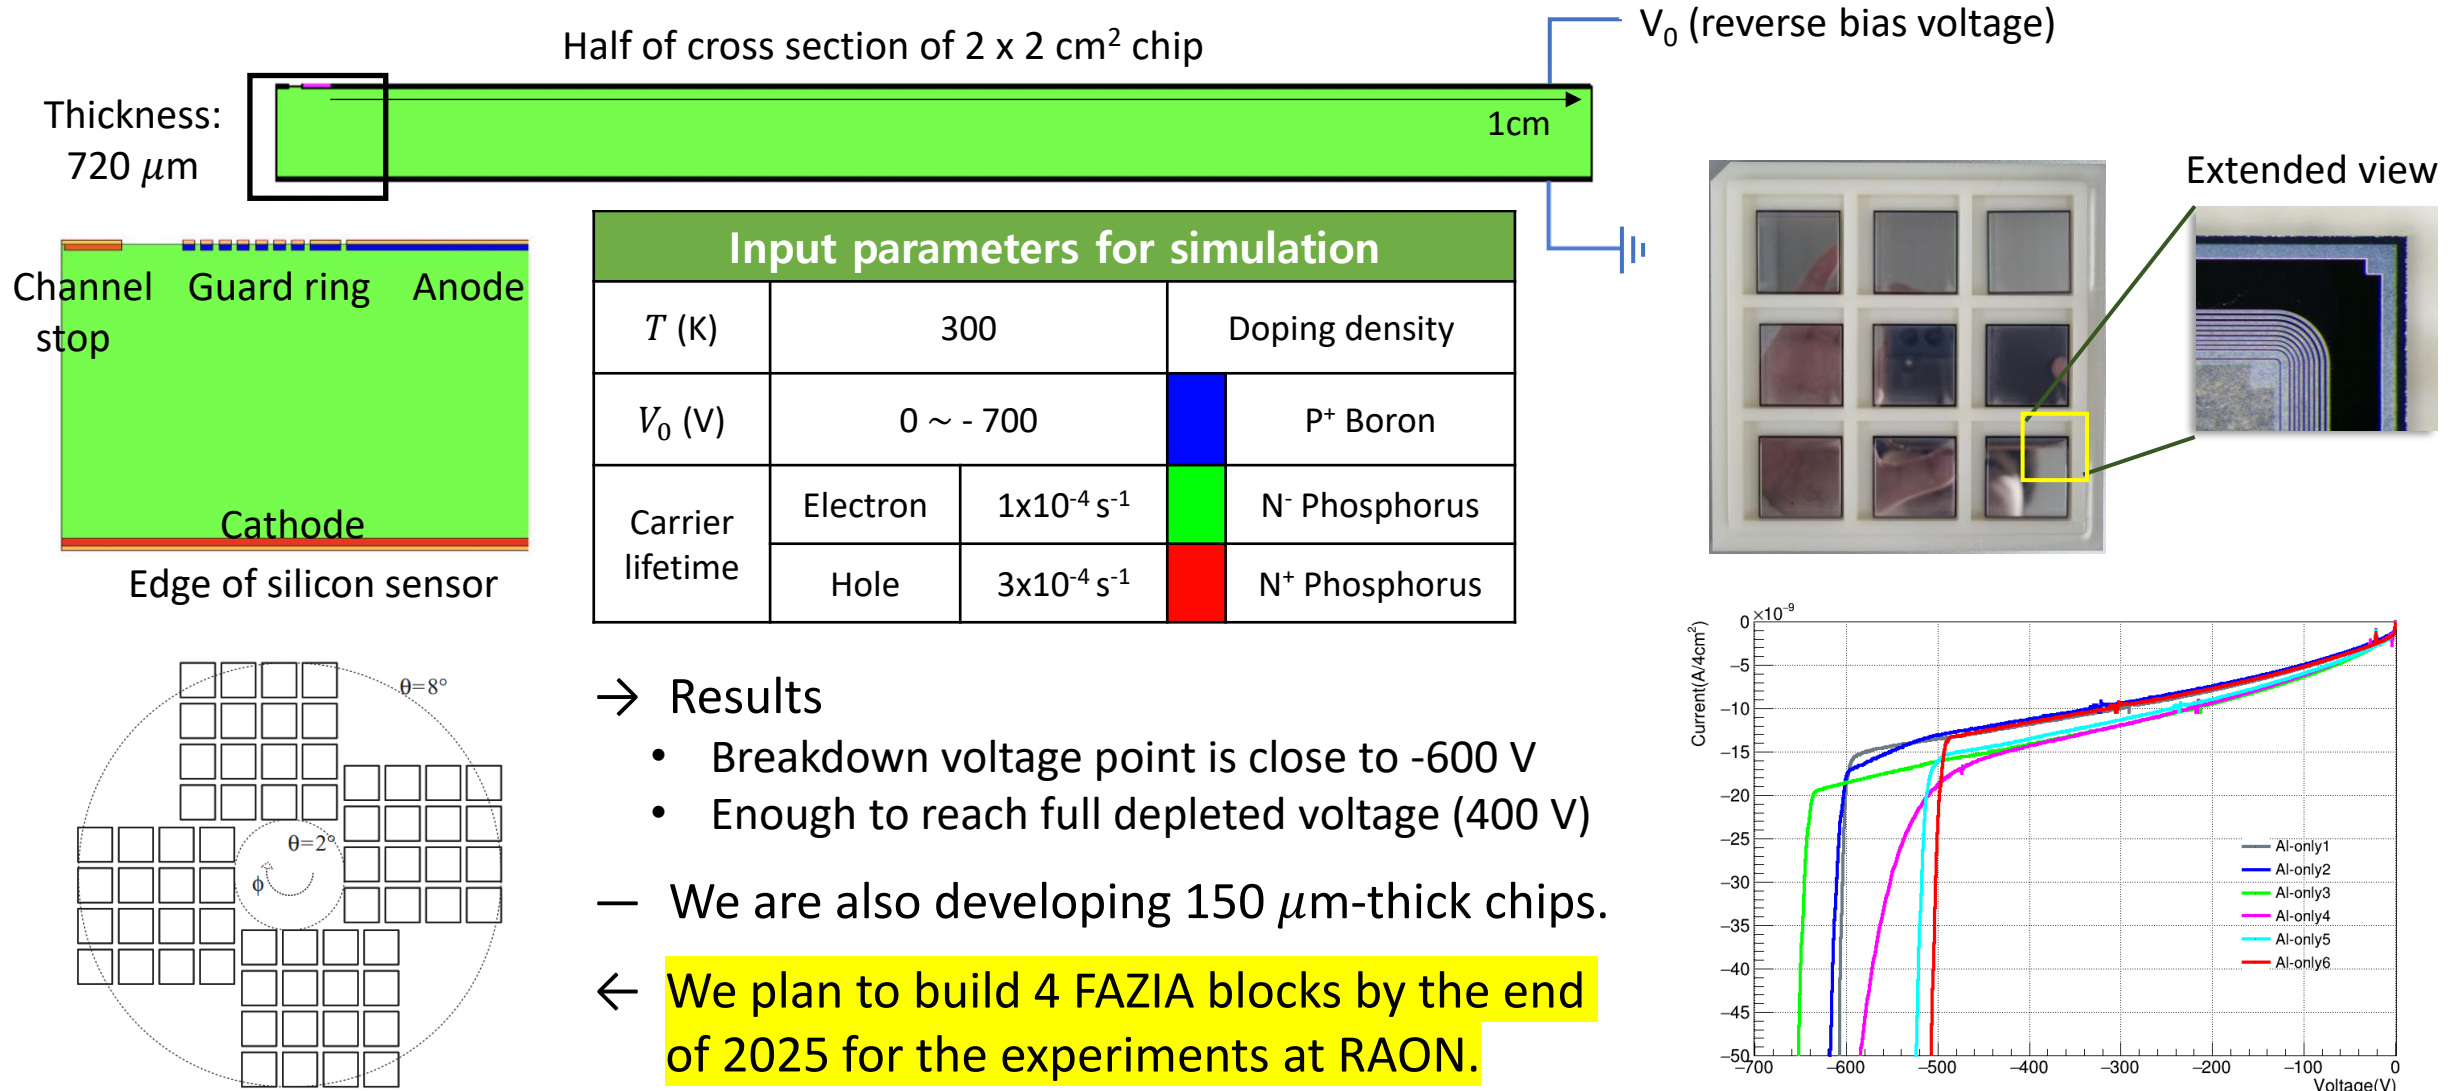 Half of cross section of 2 x 2 cm² chip
V₀ (reverse bias voltage)
Thickness:
720 𝜇m
1cm
Extended view
Channel
stop
Guard ring
Anode
Cathode
Edge of silicon sensor
Input parameters for simulation
T (K)
300
Doping density
V₀ (V)
0 ~ - 700
P⁺ Boron
Carrier
lifetime
Electron
1x10⁻⁴ s⁻¹
N⁻ Phosphorus
Hole
3x10⁻⁴ s⁻¹
N⁺ Phosphorus
θ=8°
θ=2°
ϕ
→ Results
• Breakdown voltage point is close to -600 V
• Enough to reach full depleted voltage (400 V)
— We are also developing 150 𝜇m-thick chips.
← We plan to build 4 FAZIA blocks by the end
of 2025 for the experiments at RAON.
×10⁻⁹
Current(A/4cm²)
0
−5
−10
−15
−20
−25
−30
−35
−40
−45
−50
Al-only1
Al-only2
Al-only3
Al-only4
Al-only5
Al-only6
−700
−600
−500
−400
−300
−200
−100
0
Voltage(V)